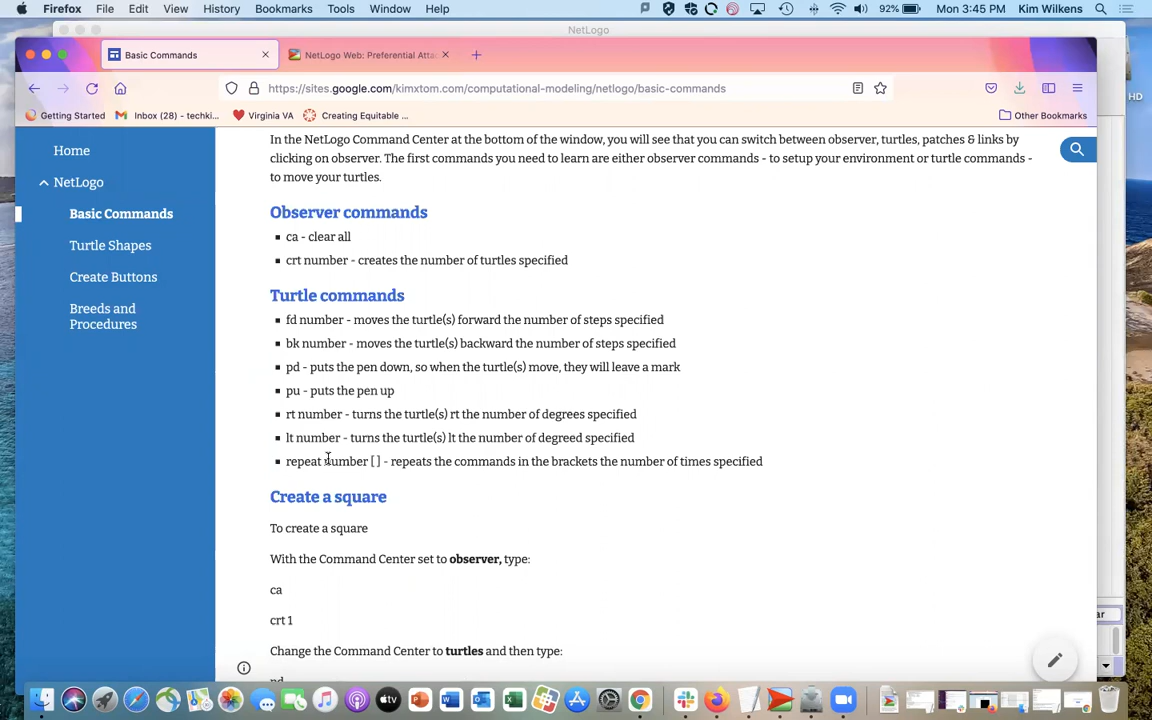 Firefox File Edit View History Bookmarks Tools Window Help 92% Mon 3:45 PM Kim Wilkens
NetLogo
Basic Commands NetLogo Web: Preferential Atta
https://sites.google.com/kimxtom.com/computational-modeling/netlogo/basic-commands
Getting Started Inbox (28) - techki... Virginia VA Creating Equitable ... Other Bookmarks
HD
Home
NetLogo
Basic Commands
Turtle Shapes
Create Buttons
Breeds and
Procedures
In the NetLogo Command Center at the bottom of the window, you will see that you can switch between observer, turtles, patches & links by
clicking on observer. The first commands you need to learn are either observer commands - to setup your environment or turtle commands -
to move your turtles.
Observer commands
ca - clear all
crt number - creates the number of turtles specified
Turtle commands
fd number - moves the turtle(s) forward the number of steps specified
bk number - moves the turtle(s) backward the number of steps specified
pd - puts the pen down, so when the turtle(s) move, they will leave a mark
pu - puts the pen up
rt number - turns the turtle(s) rt the number of degrees specified
lt number - turns the turtle(s) lt the number of degreed specified
repeat number [ ] - repeats the commands in the brackets the number of times specified
Create a square
To create a square
With the Command Center set to observer, type:
ca
crt 1
Change the Command Center to turtles and then type:
pd
ar
tv